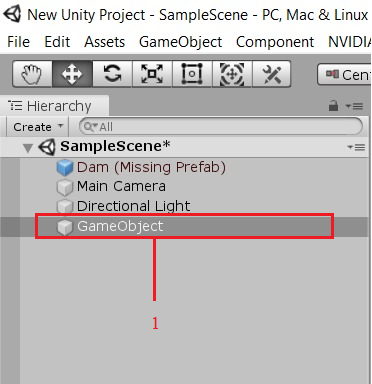 New Unity Project - SampleScene - PC, Mac & Linux
File Edit Assets GameObject Component NVIDI
Cent
Hierarchy
Create All
SampleScene*
Dam (Missing Prefab)
Main Camera
Directional Light
GameObject
1